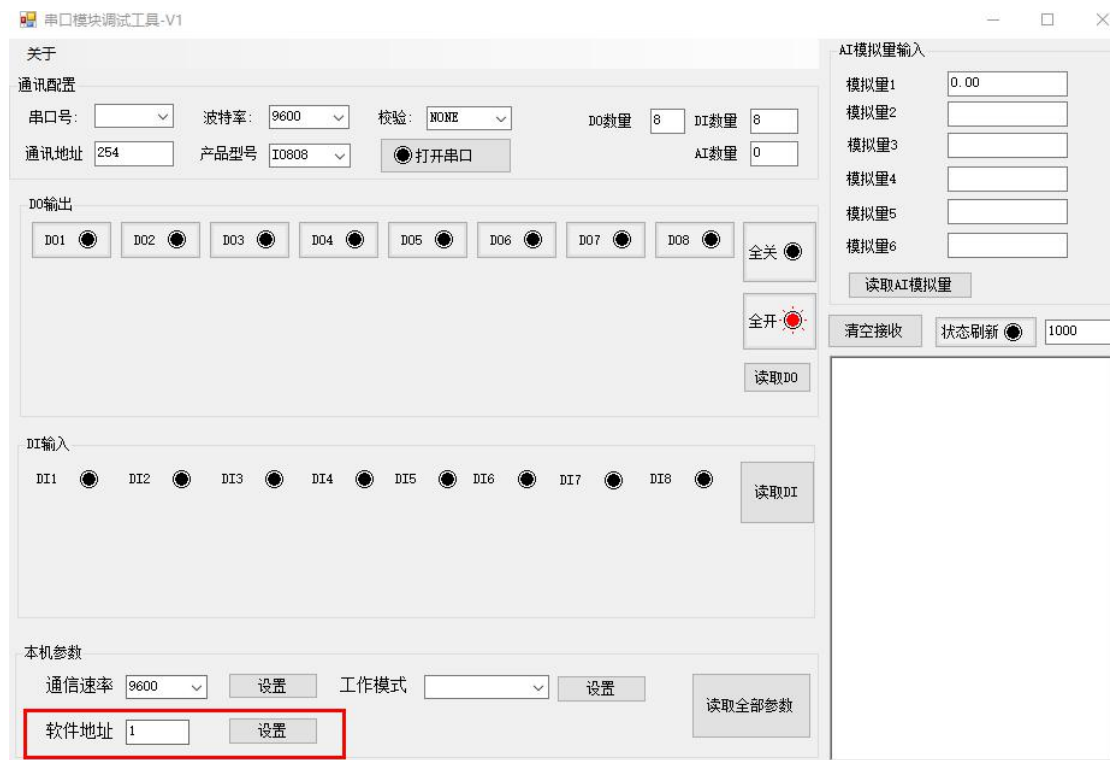 串口模块调试工具-V1
关于
通讯配置
串口号: 波特率: 9600 校验: NONE DO数量 8 DI数量 8
通讯地址 254 产品型号 IO808 打开串口 AI数量 0
DO输出
DO1 DO2 DO3 DO4 DO5 DO6 DO7 DO8
全关
全开
读取DO
DI输入
DI1 DI2 DI3 DI4 DI5 DI6 DI7 DI8
读取DI
本机参数
通信速率 9600 设置 工作模式 设置
读取全部参数
软件地址 1 设置
AI模拟量输入
模拟量1 0.00
模拟量2
模拟量3
模拟量4
模拟量5
模拟量6
读取AI模拟量
清空接收 状态刷新 1000